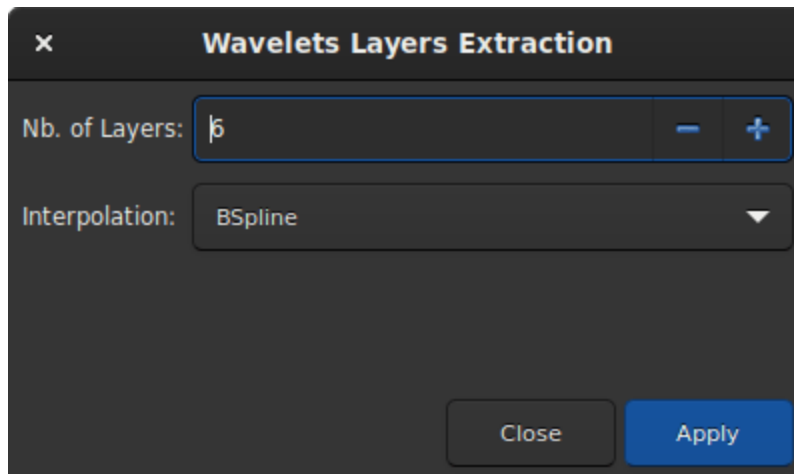 Wavelets Layers Extraction
Nb. of Layers: 6
Interpolation: BSpline
Close Apply